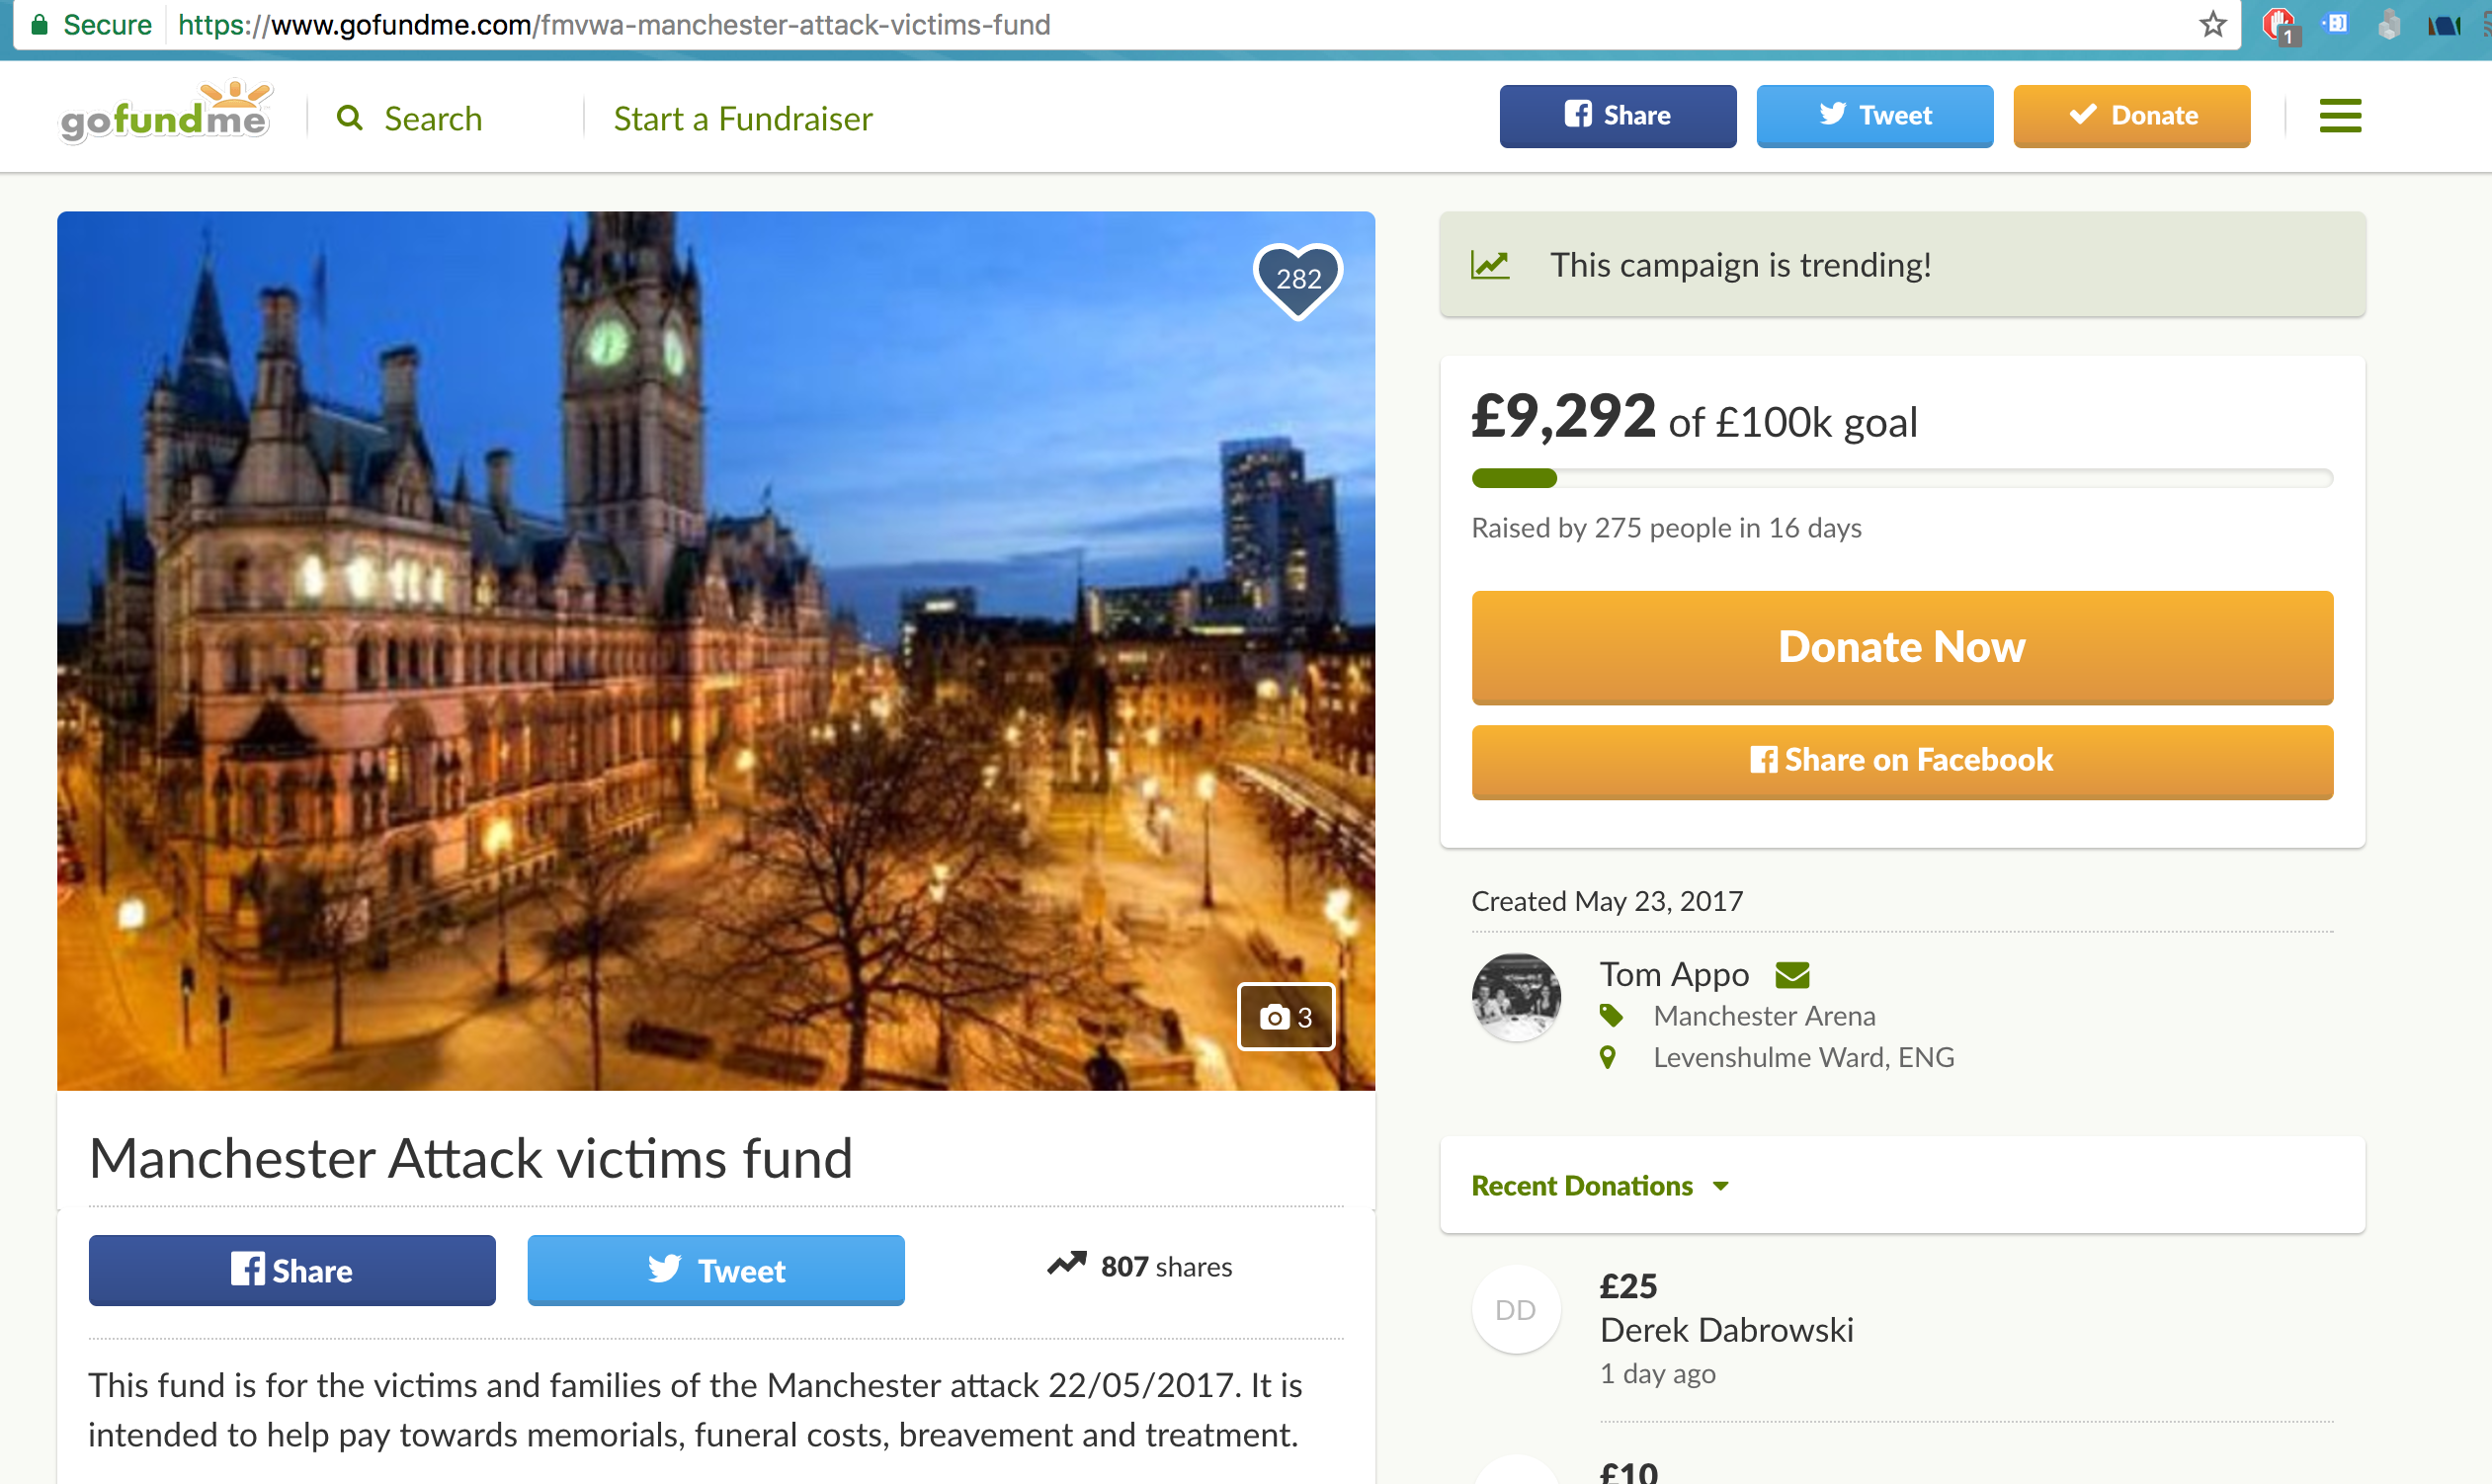 Secure https://www.gofundme.com/fmvwa-manchester-attack-victims-fund
1
gofundme Search Start a Fundraiser Share Tweet Donate
282
3
Manchester Attack victims fund
Share Tweet 807 shares
This fund is for the victims and families of the Manchester attack 22/05/2017. It is
intended to help pay towards memorials, funeral costs, breavement and treatment.
This campaign is trending!
£9,292 of £100k goal
Raised by 275 people in 16 days
Donate Now
Share on Facebook
Created May 23, 2017
Tom Appo
Manchester Arena
Levenshulme Ward, ENG
Recent Donations
DD
£25
Derek Dabrowski
1 day ago
£10